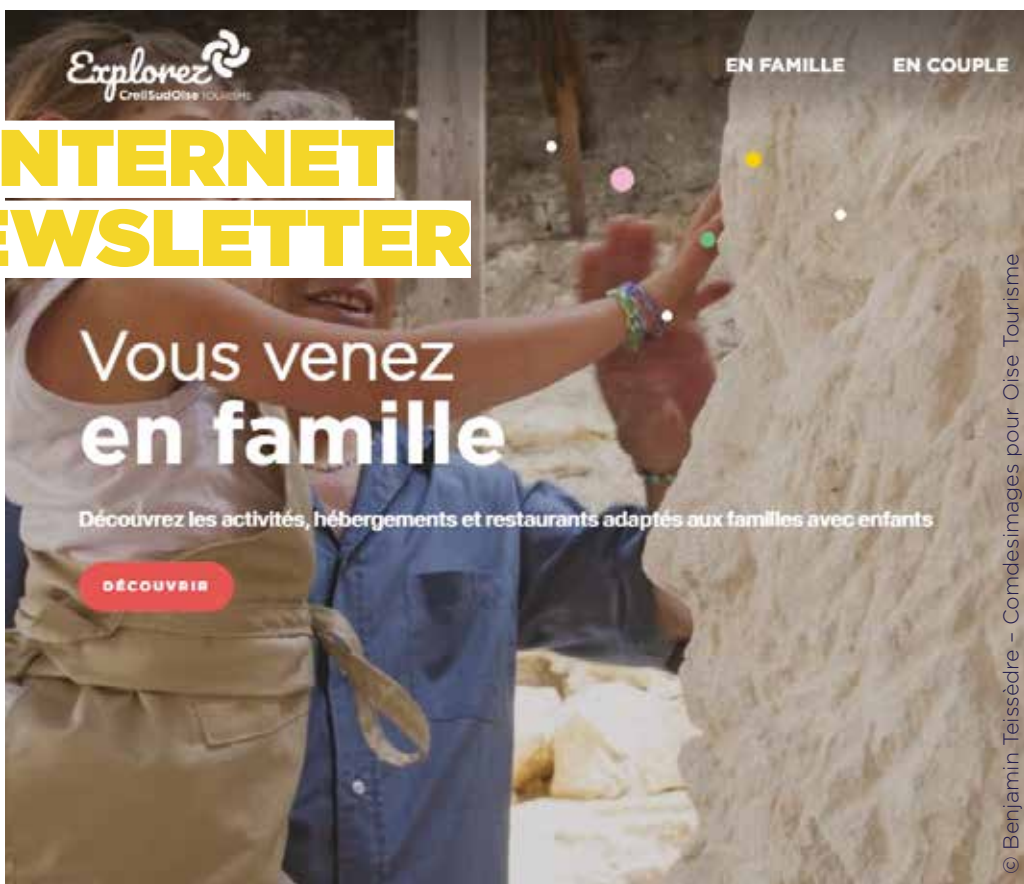 Explorez
CreilSudOise TOURISME
EN FAMILLE
EN COUPLE
NTERNET
EWSLETTER
Vous venez
en famille
Découvrez les activités, hébergements et restaurants adaptés aux familles avec enfants
DÉCOUVRIR
© Benjamin Teissèdre – Comdesimages pour Oise Tourisme